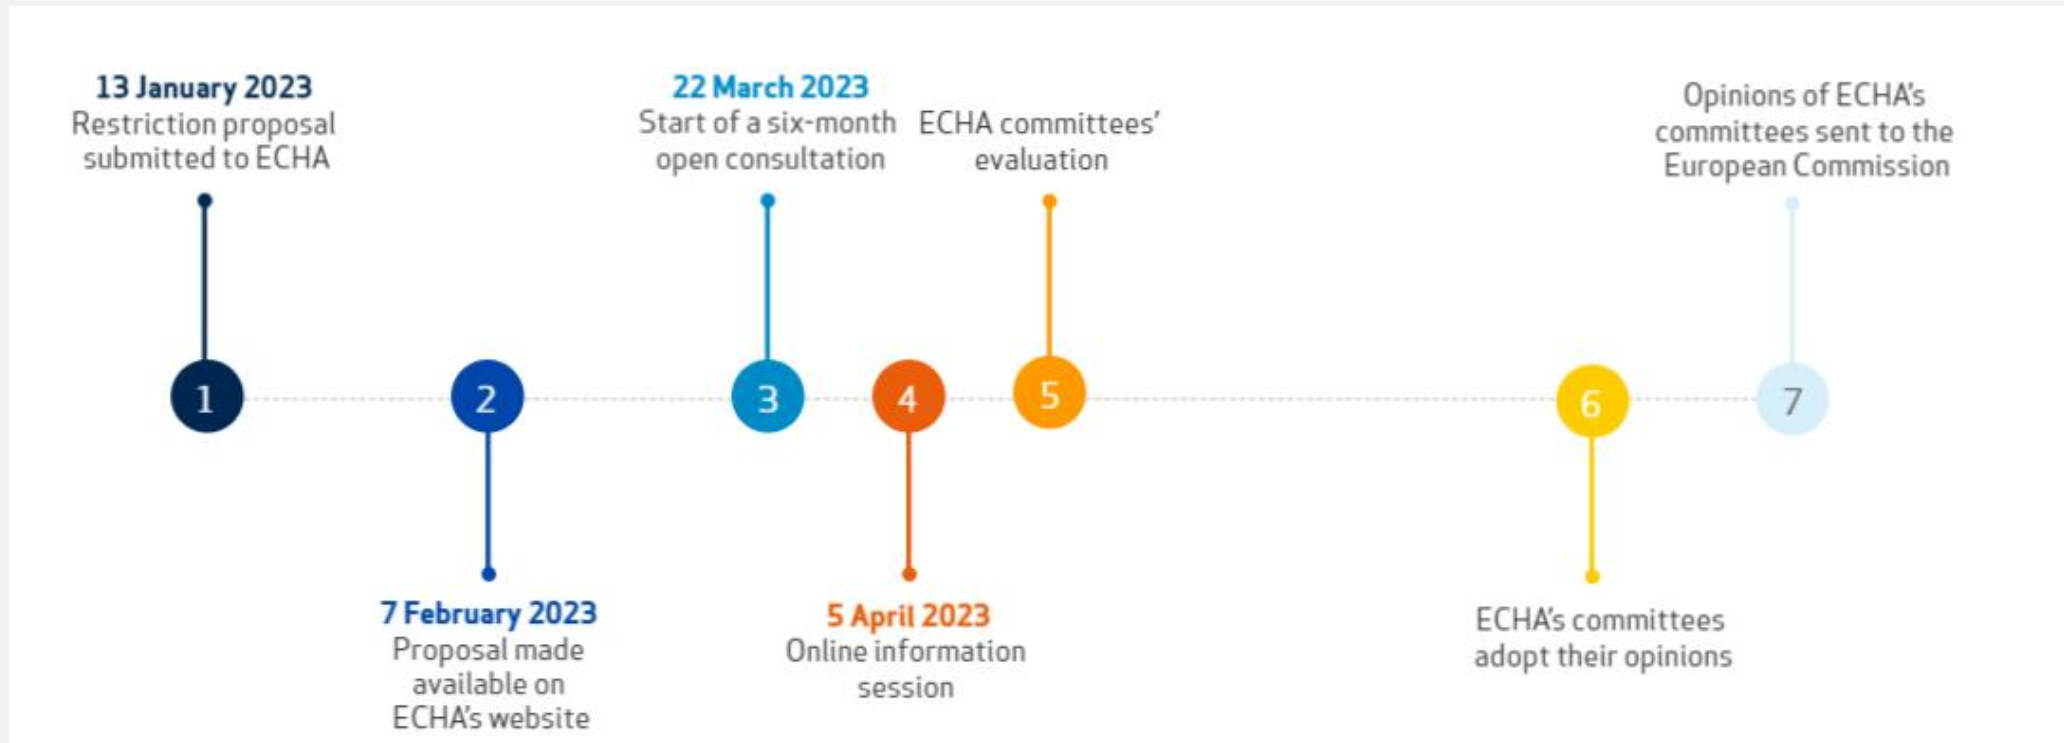 13 January 2023
Restriction proposal
submitted to ECHA
22 March 2023
Start of a six-month
open consultation
ECHA committees’
evaluation
Opinions of ECHA’s
committees sent to the
European Commission
1
2
3
4
5
6
7
7 February 2023
Proposal made
available on
ECHA’s website
5 April 2023
Online information
session
ECHA’s committees
adopt their opinions